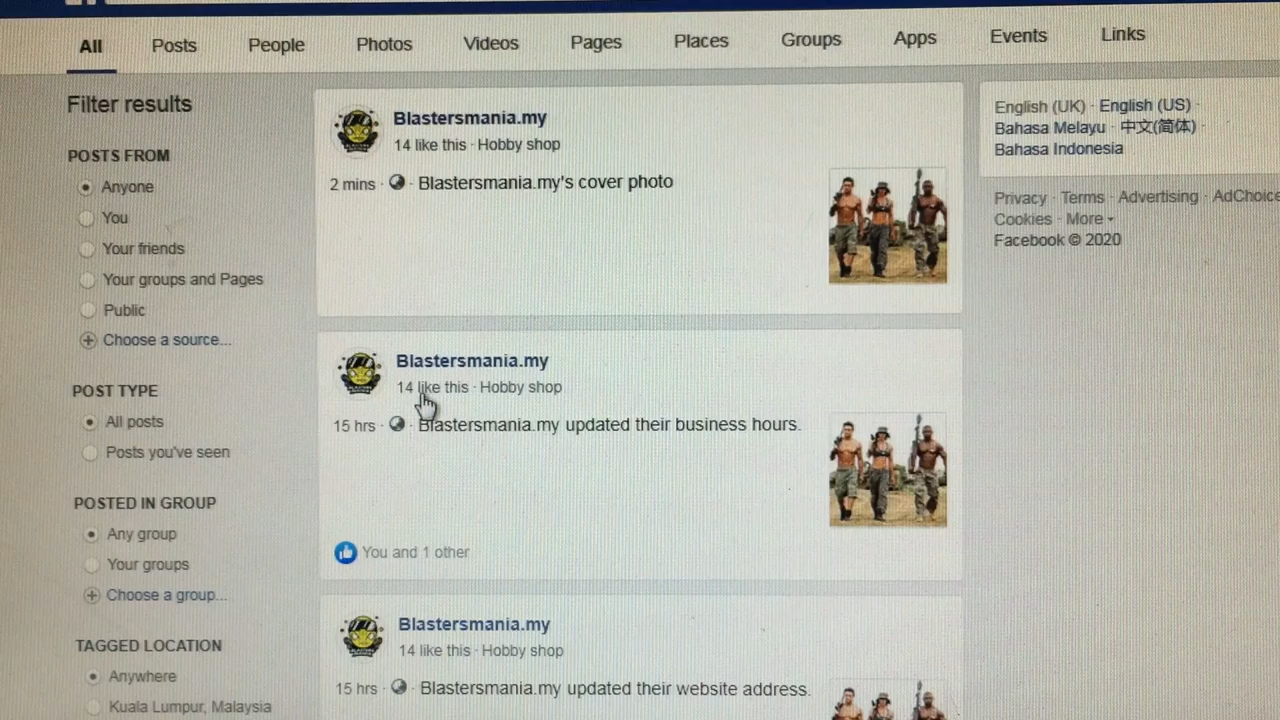 All Posts People Photos Videos Pages Places Groups Apps Events Links
Filter results
POSTS FROM
Anyone
You
Your friends
Your groups and Pages
Public
Choose a source...
POST TYPE
All posts
Posts you've seen
POSTED IN GROUP
Any group
Your groups
Choose a group...
TAGGED LOCATION
Anywhere
Kuala Lumpur, Malaysia
Blastersmania.my
14 like this · Hobby shop
2 mins · Blastersmania.my's cover photo
Blastersmania.my
14 like this · Hobby shop
15 hrs · Blastersmania.my updated their business hours.
You and 1 other
Blastersmania.my
14 like this · Hobby shop
15 hrs · Blastersmania.my updated their website address.
English (UK) · English (US) ·
Bahasa Melayu · 中文(简体) ·
Bahasa Indonesia
Privacy · Terms · Advertising · AdChoice
Cookies · More
Facebook © 2020